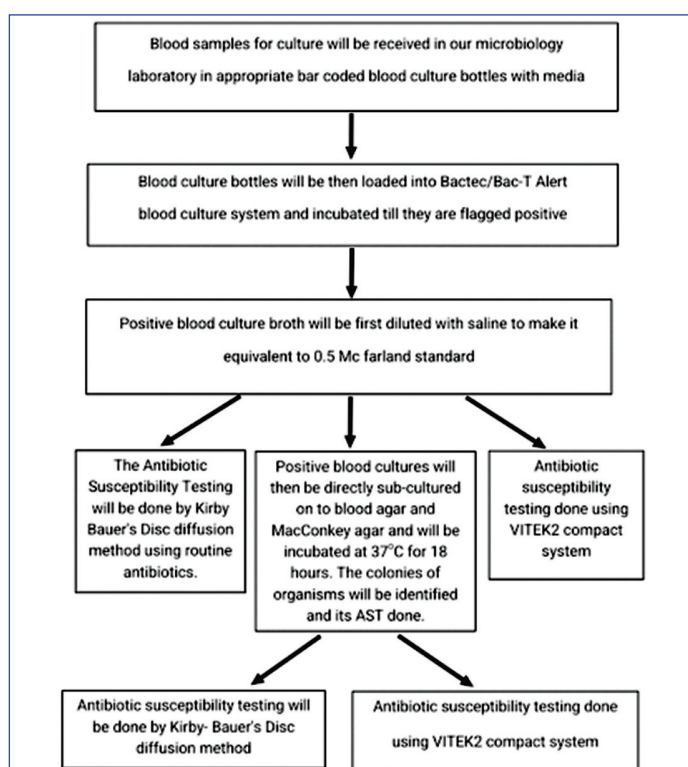 Blood samples for culture will be received in our microbiology
laboratory in appropriate bar coded blood culture bottles with media
Blood culture bottles will be then loaded into Bactec/Bac-T Alert
blood culture system and incubated till they are flagged positive
Positive blood culture broth will be first diluted with saline to make it
equivalent to 0.5 Mc farland standard
The Antibiotic
Susceptibility Testing
will be done by Kirby
Bauer's Disc diffusion
method using routine
antibiotics.
Positive blood cultures will
then be directly sub-cultured
on to blood agar and
MacConkey agar and will be
incubated at 37°C for 18
hours. The colonies of
organisms will be identified
and its AST done.
Antibiotic
susceptibility
testing done using
VITEK2 compact
system
Antibiotic susceptibility testing will
be done by Kirby- Bauer's Disc
diffusion method
Antibiotic susceptibility testing done
using VITEK2 compact system